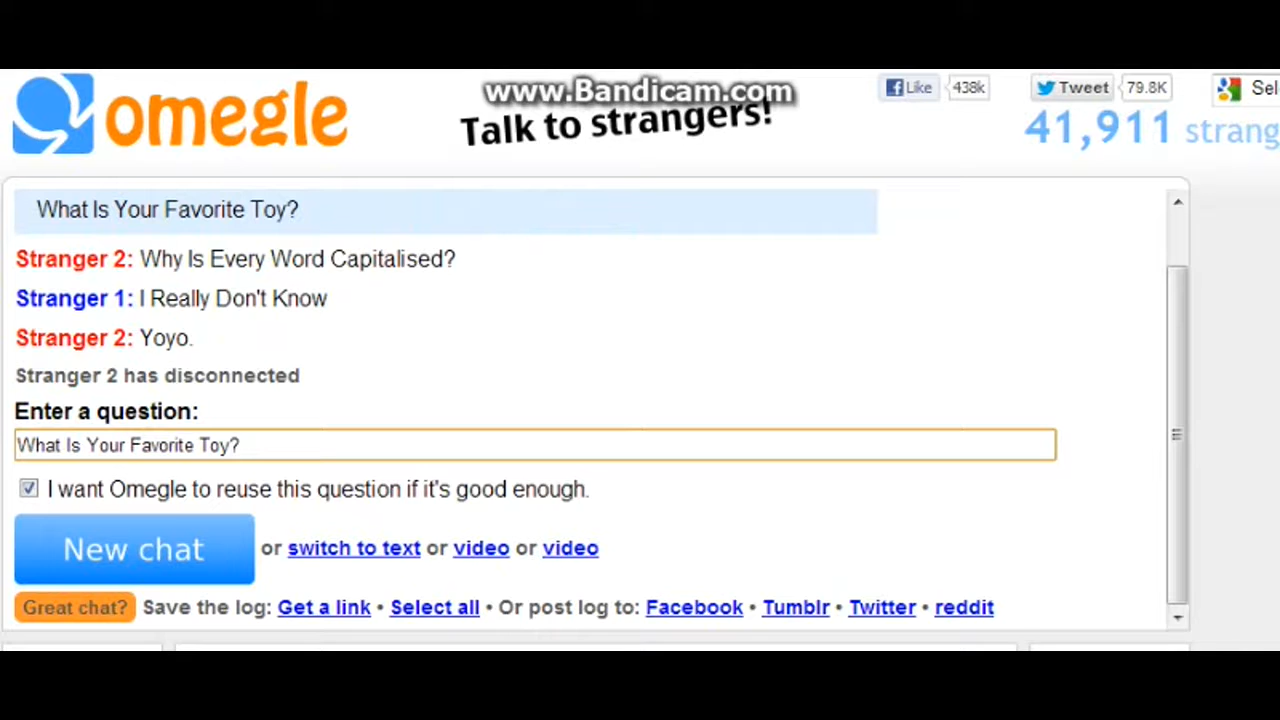 www.Bandicam.com
omegle
Talk to strangers!
Like 438k
Tweet 79.8K
Sel
41,911 strang
What Is Your Favorite Toy?
Stranger 2: Why Is Every Word Capitalised?
Stranger 1: I Really Don't Know
Stranger 2: Yoyo.
Stranger 2 has disconnected
Enter a question:
What Is Your Favorite Toy?
I want Omegle to reuse this question if it's good enough.
New chat or switch to text or video or video
Great chat? Save the log: Get a link • Select all • Or post log to: Facebook • Tumblr • Twitter • reddit